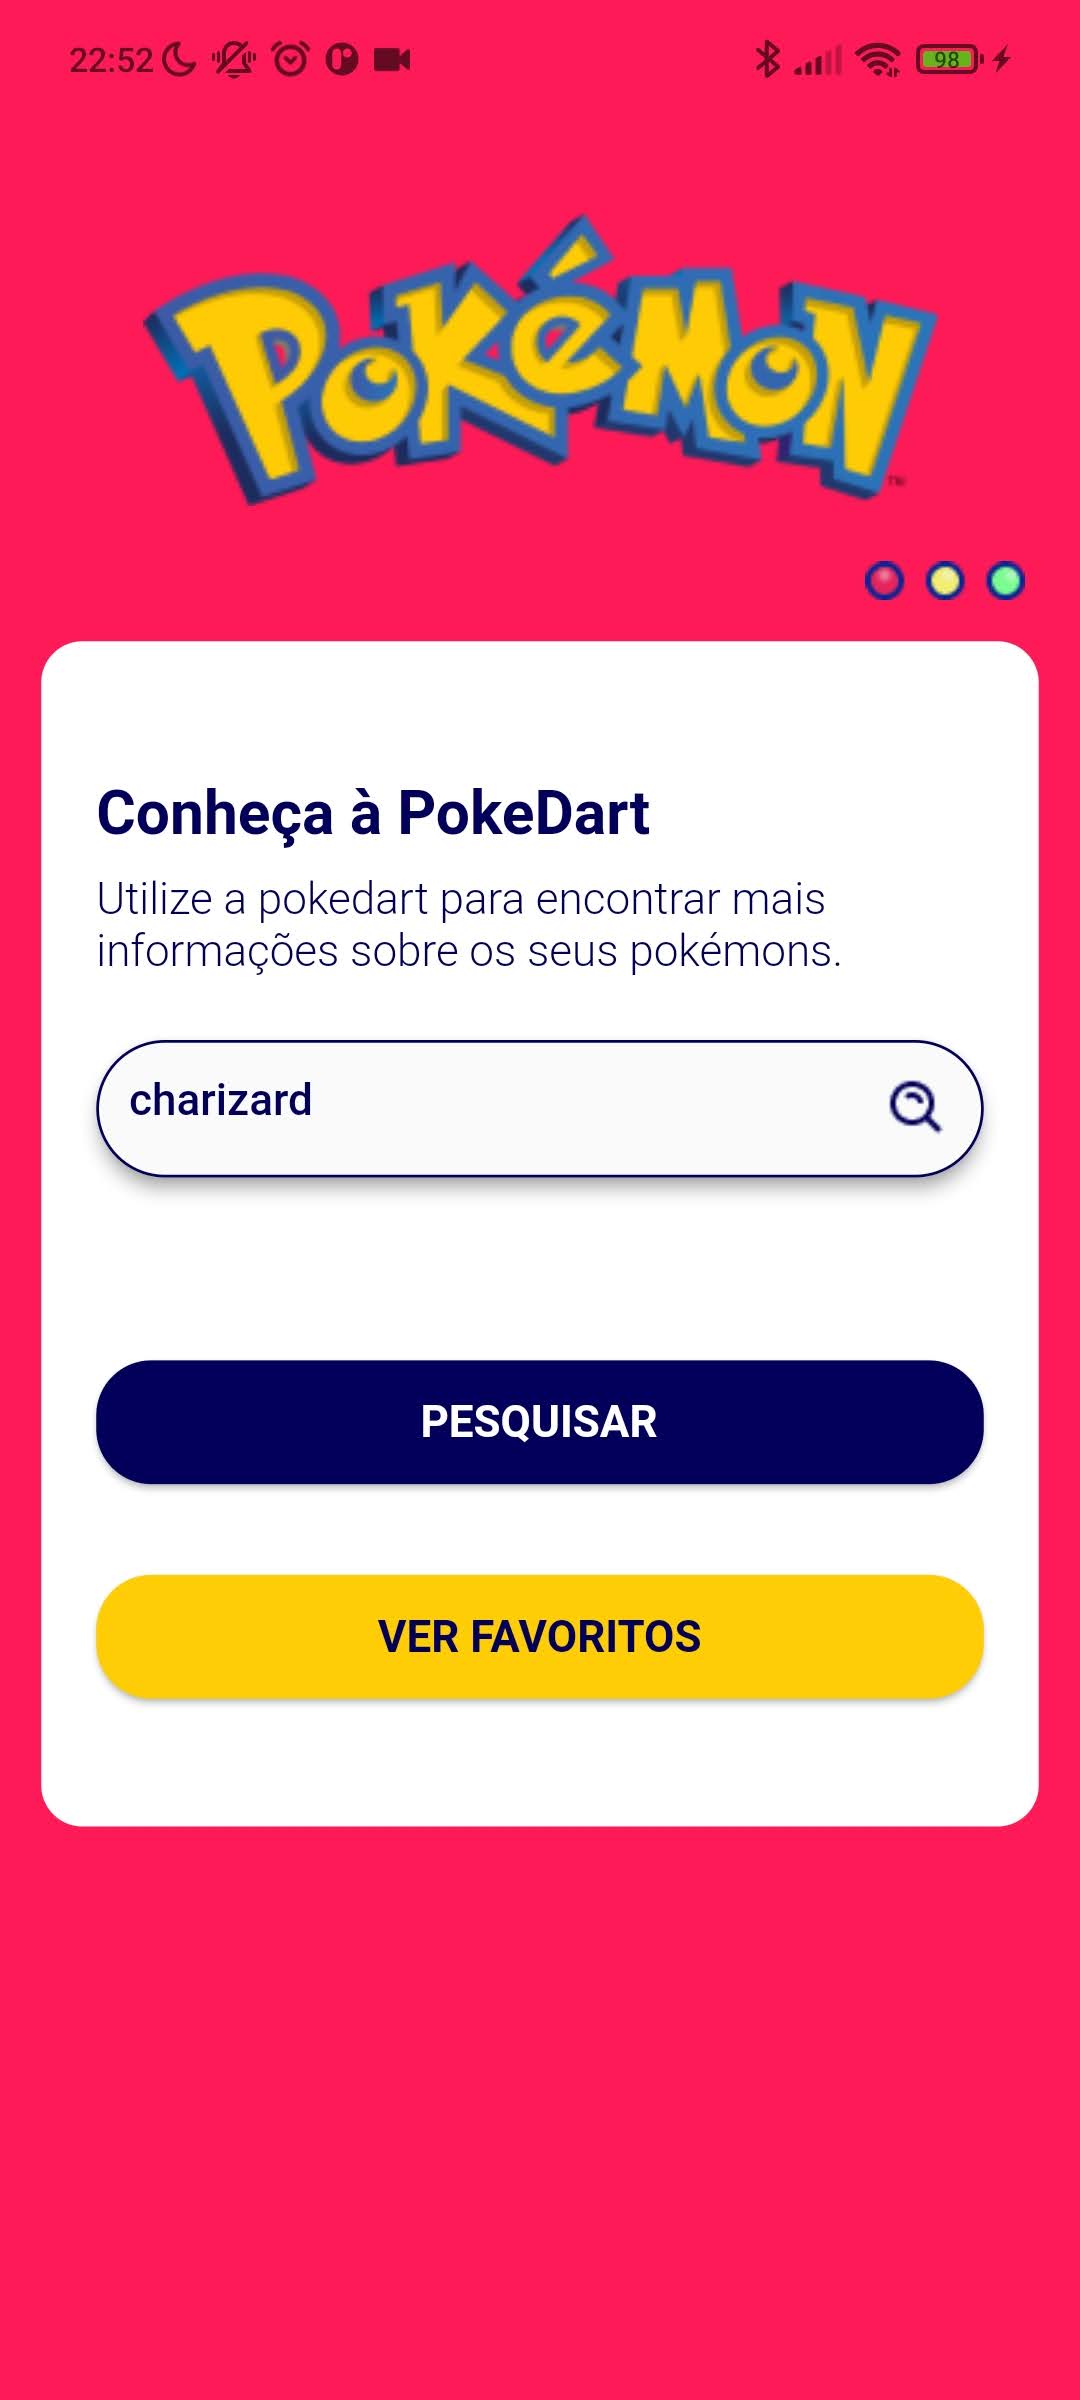 22:52
98
POKéMON
TM
Conheça à PokeDart
Utilize a pokedart para encontrar mais
informações sobre os seus pokémons.
charizard
PESQUISAR
VER FAVORITOS